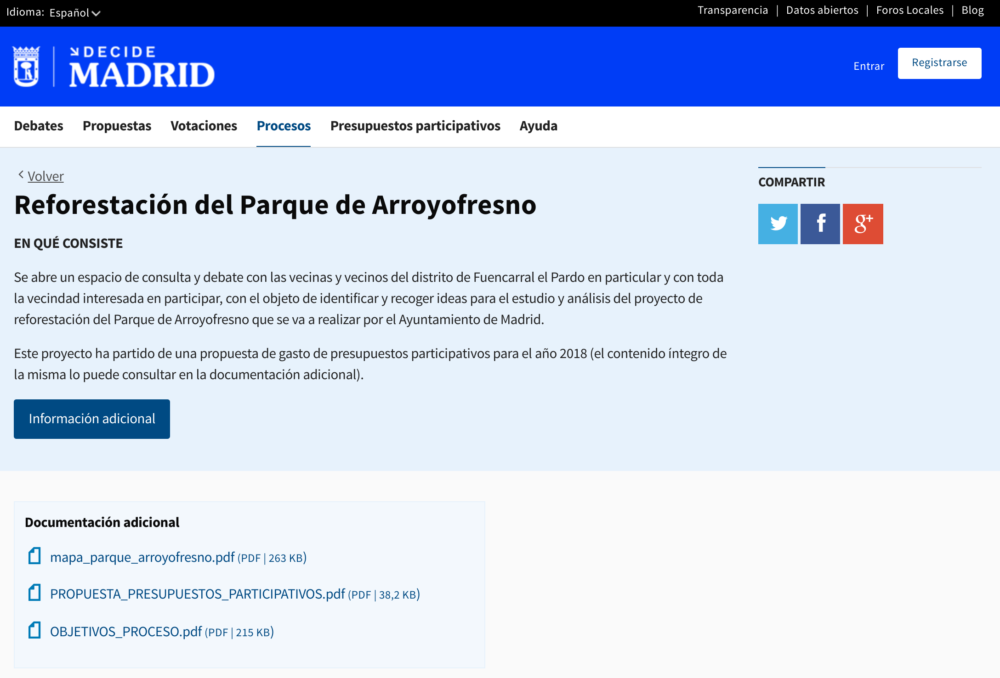 Idioma: Español
Transparencia | Datos abiertos | Foros Locales | Blog
DECIDE
MADRID
Entrar
Registrarse
Debates Propuestas Votaciones Procesos Presupuestos participativos Ayuda
Volver
Reforestación del Parque de Arroyofresno
EN QUÉ CONSISTE
Se abre un espacio de consulta y debate con las vecinas y vecinos del distrito de Fuencarral el Pardo en particular y con toda
la vecindad interesada en participar, con el objeto de identificar y recoger ideas para el estudio y análisis del proyecto de
reforestación del Parque de Arroyofresno que se va a realizar por el Ayuntamiento de Madrid.
Este proyecto ha partido de una propuesta de gasto de presupuestos participativos para el año 2018 (el contenido íntegro de
la misma lo puede consultar en la documentación adicional).
Información adicional
COMPARTIR
f
g+
Documentación adicional
mapa_parque_arroyofresno.pdf (PDF | 263 KB)
PROPUESTA_PRESUPUESTOS_PARTICIPATIVOS.pdf (PDF | 38,2 KB)
OBJETIVOS_PROCESO.pdf (PDF | 215 KB)